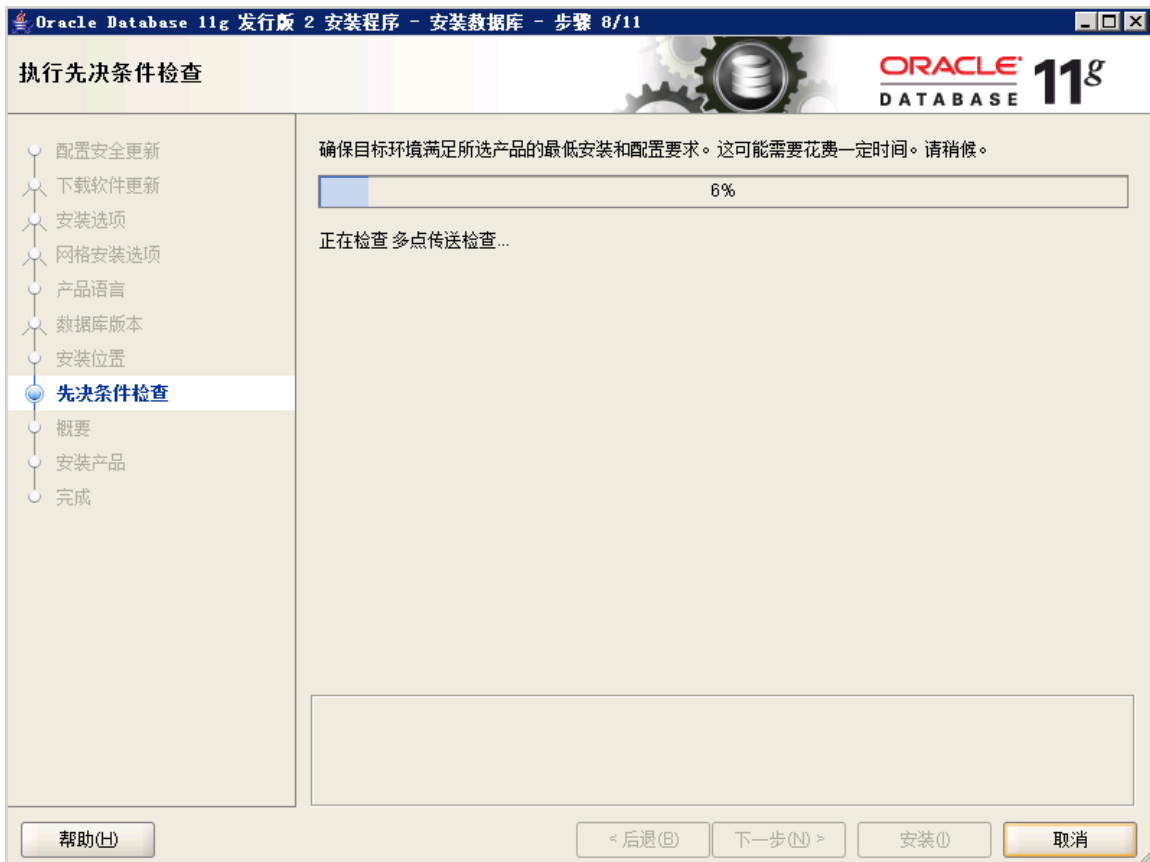 Oracle Database 11g 发行版 2 安装程序 - 安装数据库 - 步骤 8/11
执行先决条件检查
ORACLE 11g
DATABASE
配置安全更新
下载软件更新
安装选项
网格安装选项
产品语言
数据库版本
安装位置
先决条件检查
概要
安装产品
完成
确保目标环境满足所选产品的最低安装和配置要求。这可能需要花费一定时间。请稍候。
6%
正在检查 多点传送检查...
帮助(H)
< 后退(B)
下一步(N) >
安装(I)
取消